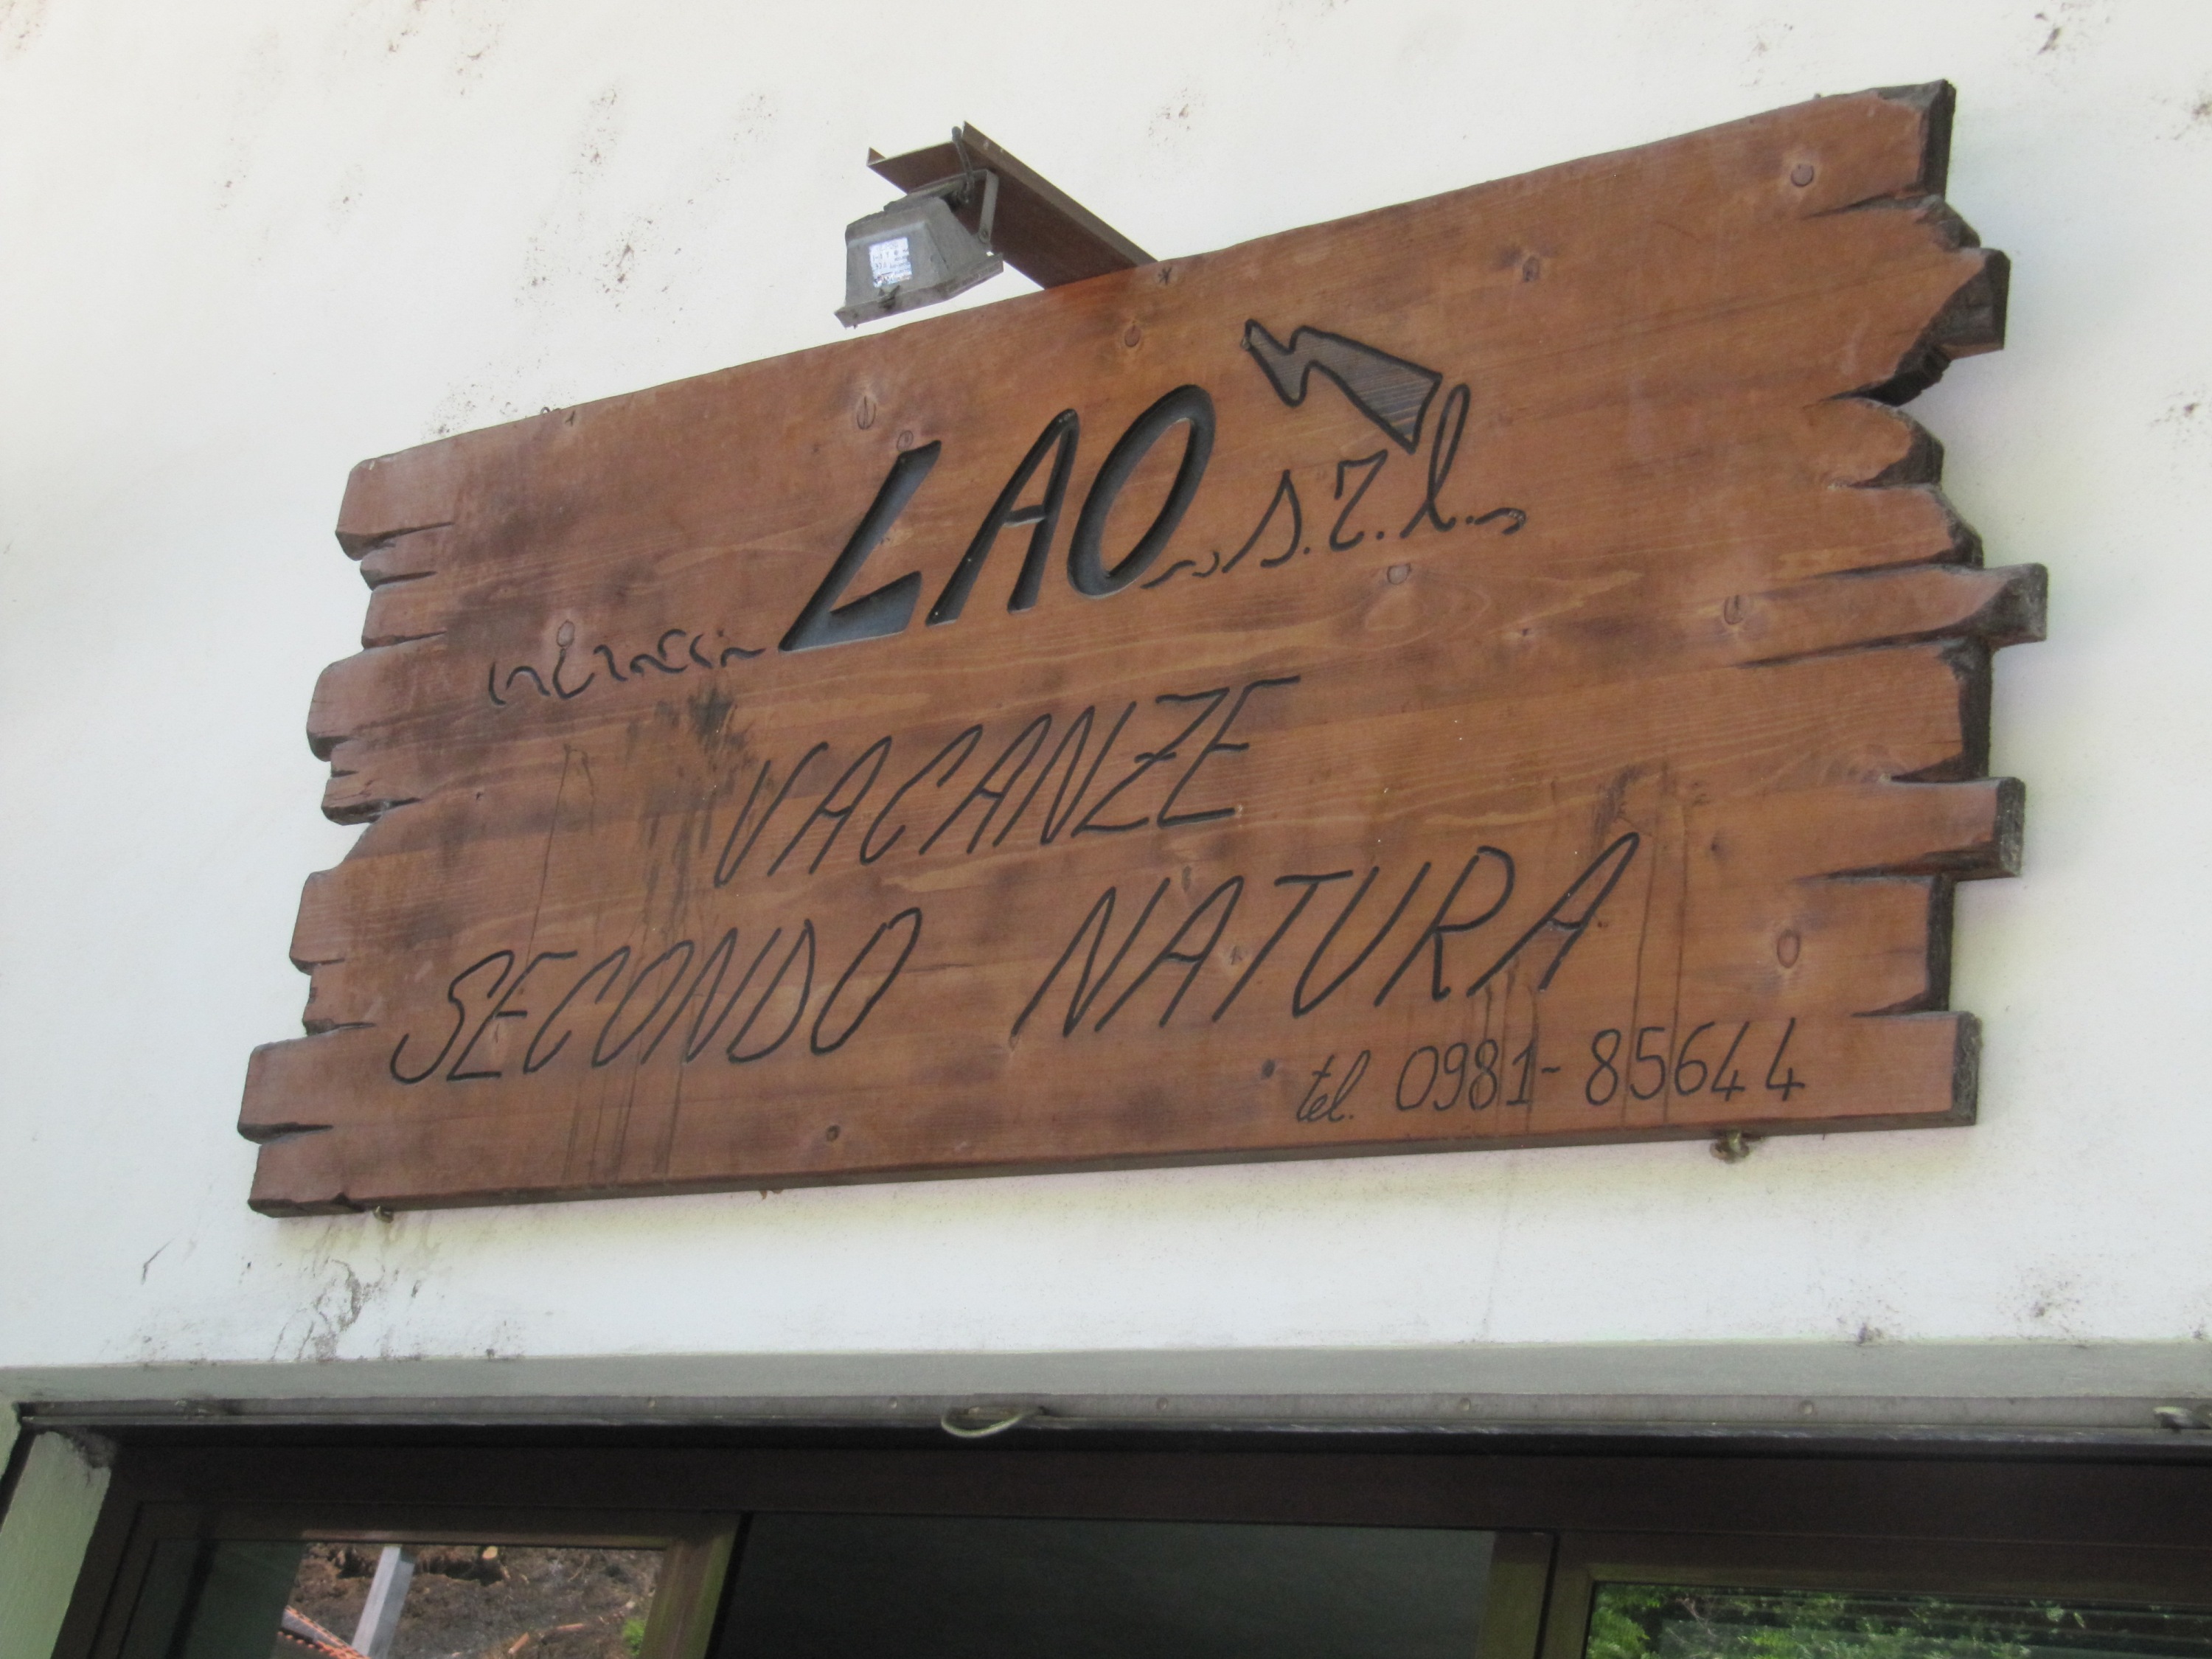 LAO s.r.l.
VACANZE
SECONDO NATURA
tel. 0981-85644